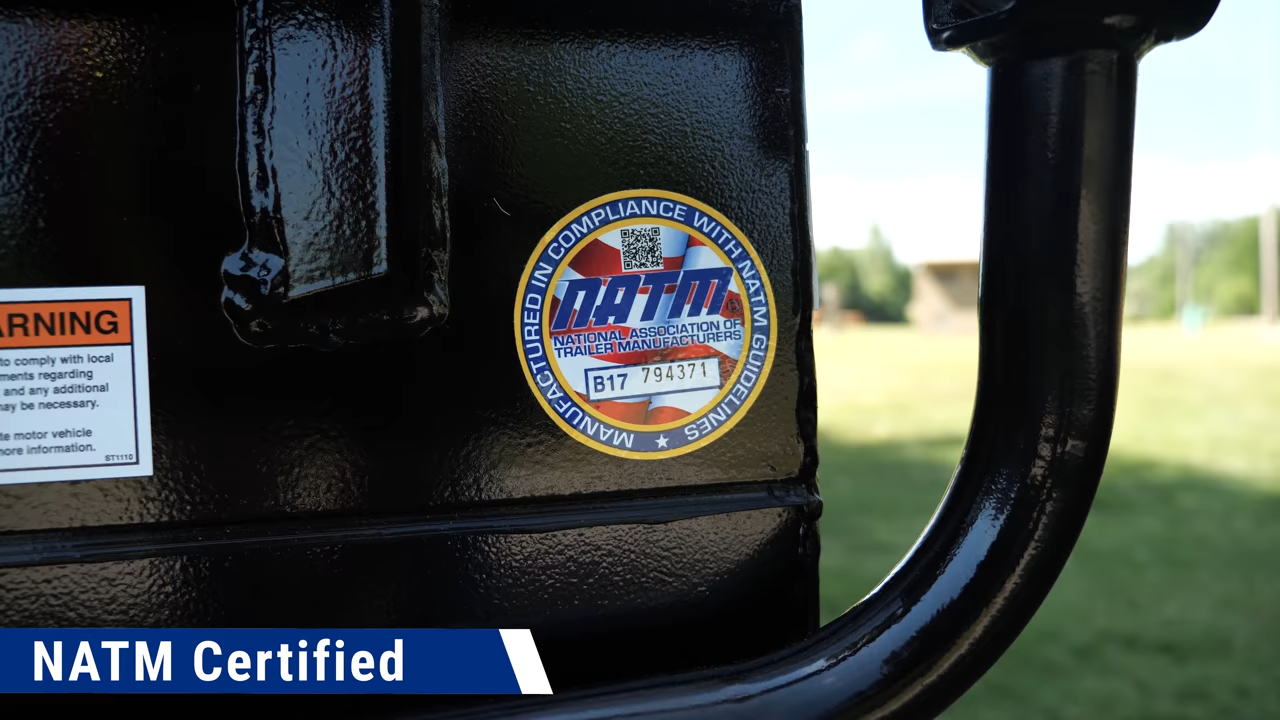 ARNING
to comply with local
ments regarding
and any additional
may be necessary.
te motor vehicle
more information.
ST1110
MANUFACTURED IN COMPLIANCE WITH NATM GUIDELINES
NATM
NATIONAL ASSOCIATION OF
TRAILER MANUFACTURERS
B17 794371
NATM Certified